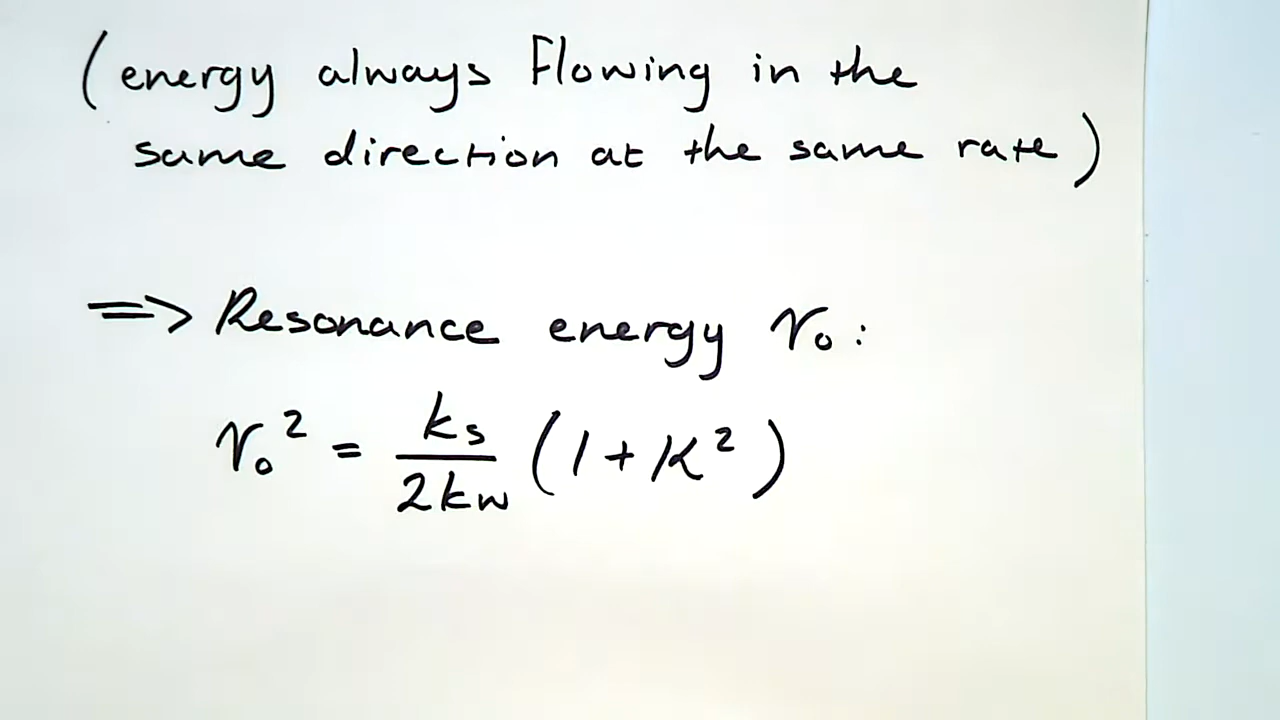 (energy always flowing in the
same direction at the same rate)
=> Resonance energy γ₀:
γ₀² = ks/2kw (1 + K²)